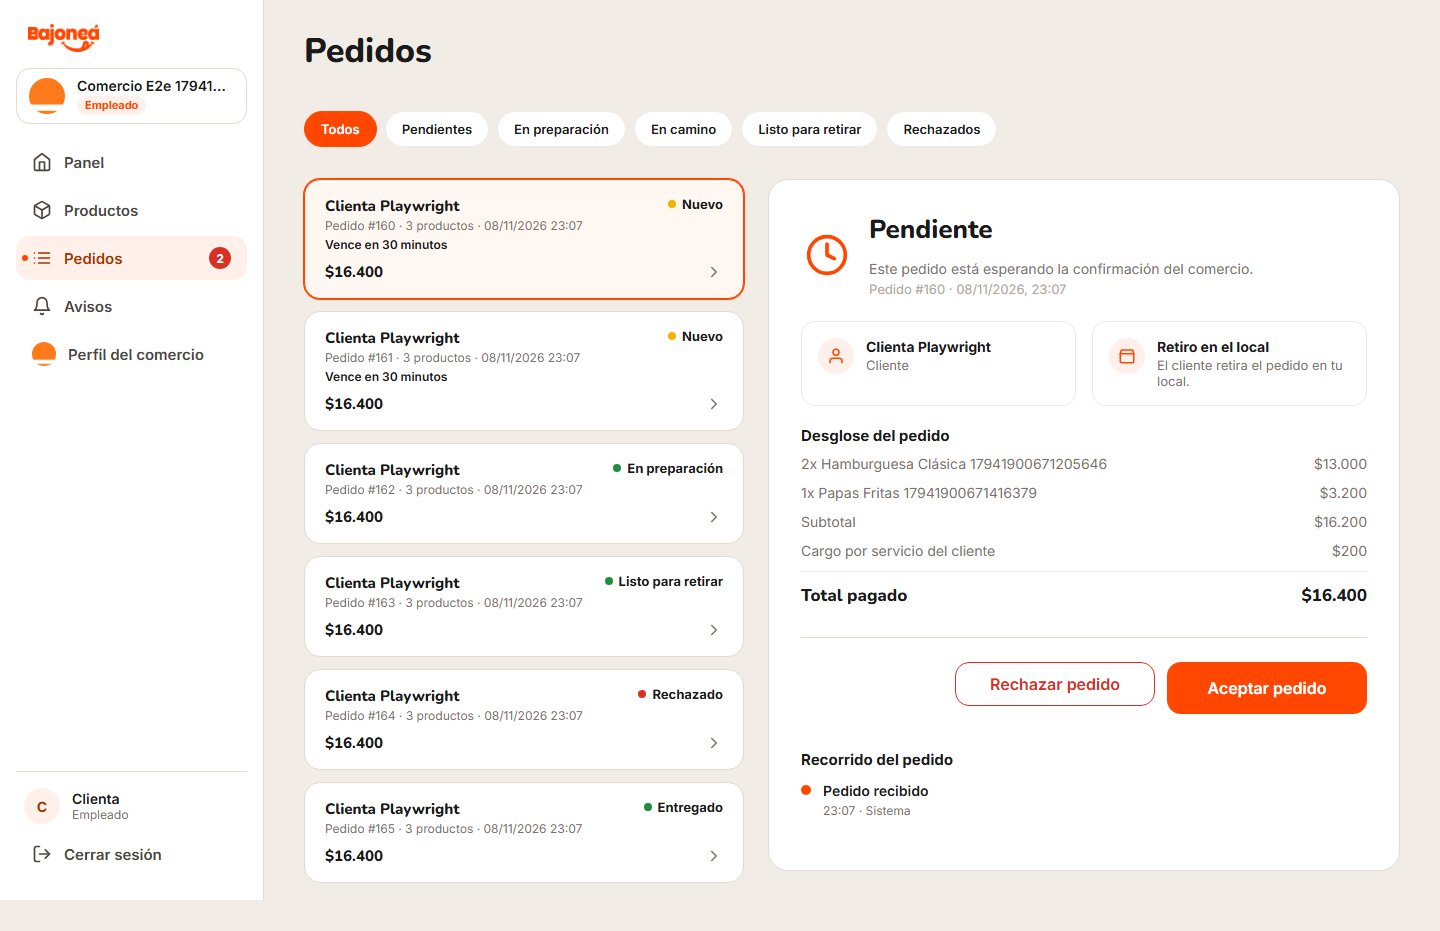 Bajoneá
Comercio E2e 17941...
Empleado
Panel
Productos
Pedidos
2
Avisos
Perfil del comercio
C
Clienta
Empleado
Cerrar sesión
Pedidos
Todos
Pendientes
En preparación
En camino
Listo para retirar
Rechazados
Clienta Playwright
Nuevo
Pedido #160 · 3 productos · 08/11/2026 23:07
Vence en 30 minutos
$16.400
Clienta Playwright
Nuevo
Pedido #161 · 3 productos · 08/11/2026 23:07
Vence en 30 minutos
$16.400
Clienta Playwright
En preparación
Pedido #162 · 3 productos · 08/11/2026 23:07
$16.400
Clienta Playwright
Listo para retirar
Pedido #163 · 3 productos · 08/11/2026 23:07
$16.400
Clienta Playwright
Rechazado
Pedido #164 · 3 productos · 08/11/2026 23:07
$16.400
Clienta Playwright
Entregado
Pedido #165 · 3 productos · 08/11/2026 23:07
$16.400
Pendiente
Este pedido está esperando la confirmación del comercio.
Pedido #160 · 08/11/2026, 23:07
Clienta Playwright
Cliente
Retiro en el local
El cliente retira el pedido en tu
local.
Desglose del pedido
2x Hamburguesa Clásica 17941900671205646 $13.000
1x Papas Fritas 17941900671416379 $3.200
Subtotal $16.200
Cargo por servicio del cliente $200
Total pagado $16.400
Rechazar pedido
Aceptar pedido
Recorrido del pedido
Pedido recibido
23:07 · Sistema